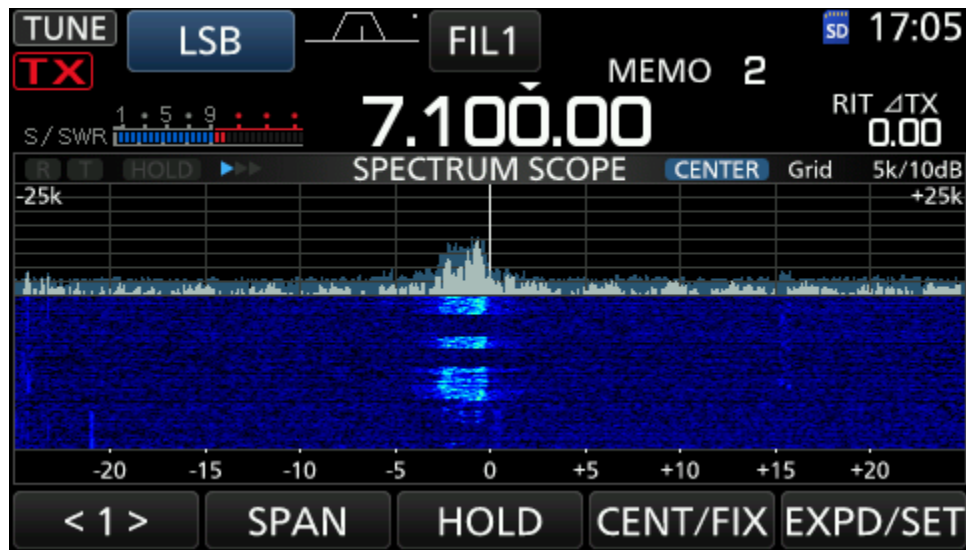 TUNE LSB FIL1 SD 17:05
TX MEMO 2
1 5 9 7.100.00 RIT ⊿TX
S/SWR 0.00
R T HOLD SPECTRUM SCOPE CENTER Grid 5k/10dB
-25k +25k
-20 -15 -10 -5 0 +5 +10 +15 +20
< 1 > SPAN HOLD CENT/FIX EXPD/SET